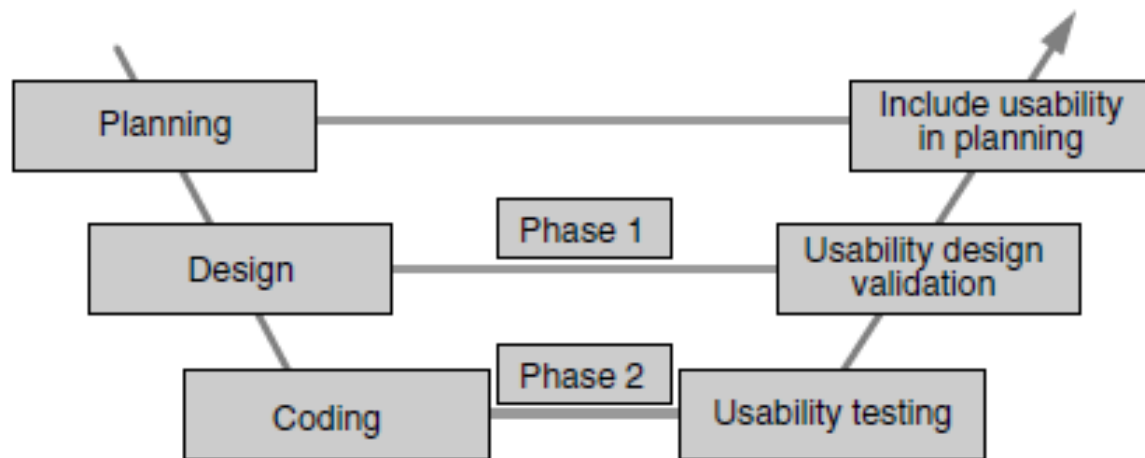 Planning
Include usability
in planning
Phase 1
Design
Usability design
validation
Phase 2
Coding
Usability testing